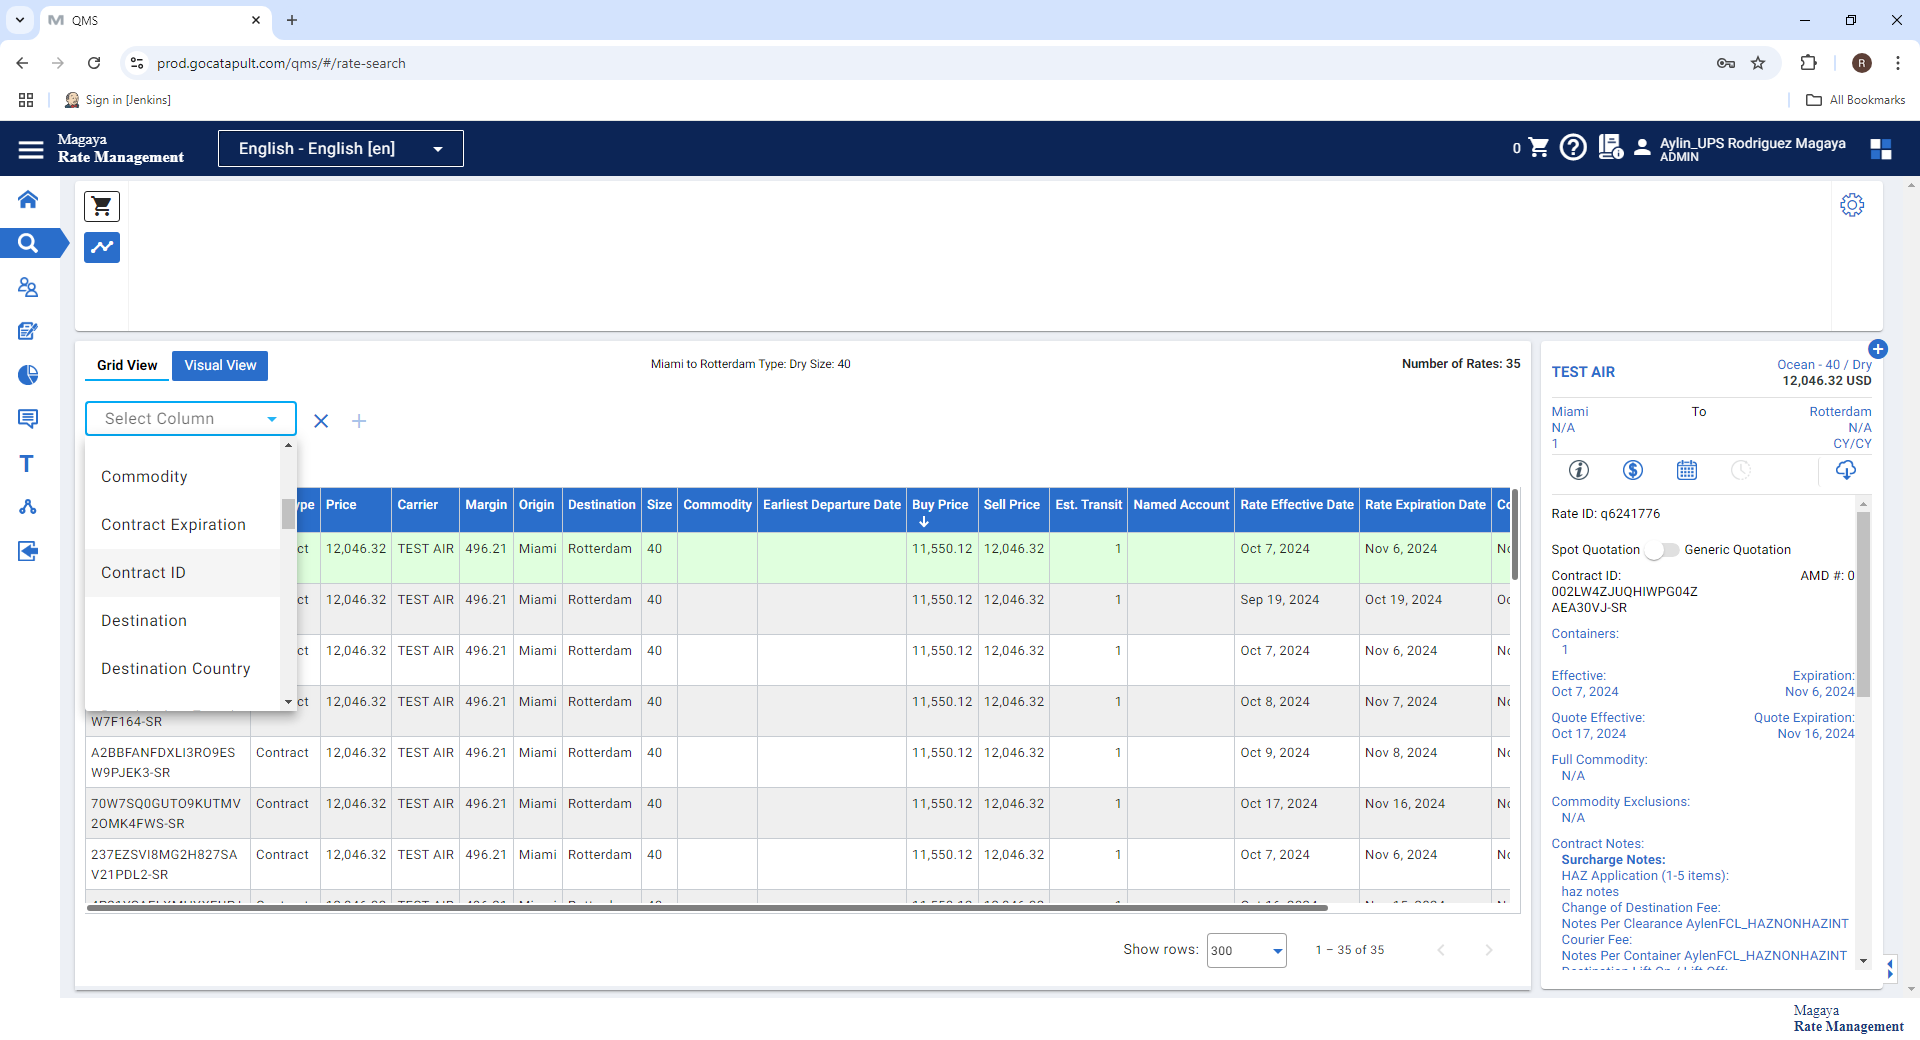 QMS
prod.gocatapult.com/qms/#/rate-search
R
Sign in [Jenkins]
All Bookmarks
Magaya
Rate Management
English - English [en]
0
Aylin_UPS Rodriguez Magaya
ADMIN
Grid View
Visual View
Miami to Rotterdam Type: Dry Size: 40
Number of Rates: 35
Select Column
Commodity
Contract Expiration
Contract ID
Destination
Destination Country
Price Carrier Margin Origin Destination Size Commodity Earliest Departure Date Buy Price Sell Price Est. Transit Named Account Rate Effective Date Rate Expiration Date
12,046.32 TEST AIR 496.21 Miami Rotterdam 40 11,550.12 12,046.32 1 Oct 7, 2024 Nov 6, 2024
12,046.32 TEST AIR 496.21 Miami Rotterdam 40 11,550.12 12,046.32 1 Sep 19, 2024 Oct 19, 2024
12,046.32 TEST AIR 496.21 Miami Rotterdam 40 11,550.12 12,046.32 1 Oct 7, 2024 Nov 6, 2024
12,046.32 TEST AIR 496.21 Miami Rotterdam 40 11,550.12 12,046.32 1 Oct 8, 2024 Nov 7, 2024
W7F164-SR
A2BBFANFDXLI3RO9ES Contract 12,046.32 TEST AIR 496.21 Miami Rotterdam 40 11,550.12 12,046.32 1 Oct 9, 2024 Nov 8, 2024
W9PJEK3-SR
70W7SQ0GUTO9KUTMV Contract 12,046.32 TEST AIR 496.21 Miami Rotterdam 40 11,550.12 12,046.32 1 Oct 17, 2024 Nov 16, 2024
2OMK4FWS-SR
237EZSVI8MG2H827SA Contract 12,046.32 TEST AIR 496.21 Miami Rotterdam 40 11,550.12 12,046.32 1 Oct 7, 2024 Nov 6, 2024
V21PDL2-SR
Show rows: 300 1 – 35 of 35
TEST AIR
Ocean - 40 / Dry
12,046.32 USD
Miami To Rotterdam
N/A N/A
1 CY/CY
Rate ID: q6241776
Spot Quotation Generic Quotation
Contract ID: AMD #: 0
002LW4ZJUQHIWPG04Z
AEA30VJ-SR
Containers:
1
Effective: Expiration:
Oct 7, 2024 Nov 6, 2024
Quote Effective: Quote Expiration:
Oct 17, 2024 Nov 16, 2024
Full Commodity:
N/A
Commodity Exclusions:
N/A
Contract Notes:
Surcharge Notes:
HAZ Application (1-5 items):
haz notes
Change of Destination Fee:
Notes Per Clearance AylenFCL_HAZNONHAZINT
Courier Fee:
Notes Per Container AylenFCL_HAZNONHAZINT
Magaya
Rate Management